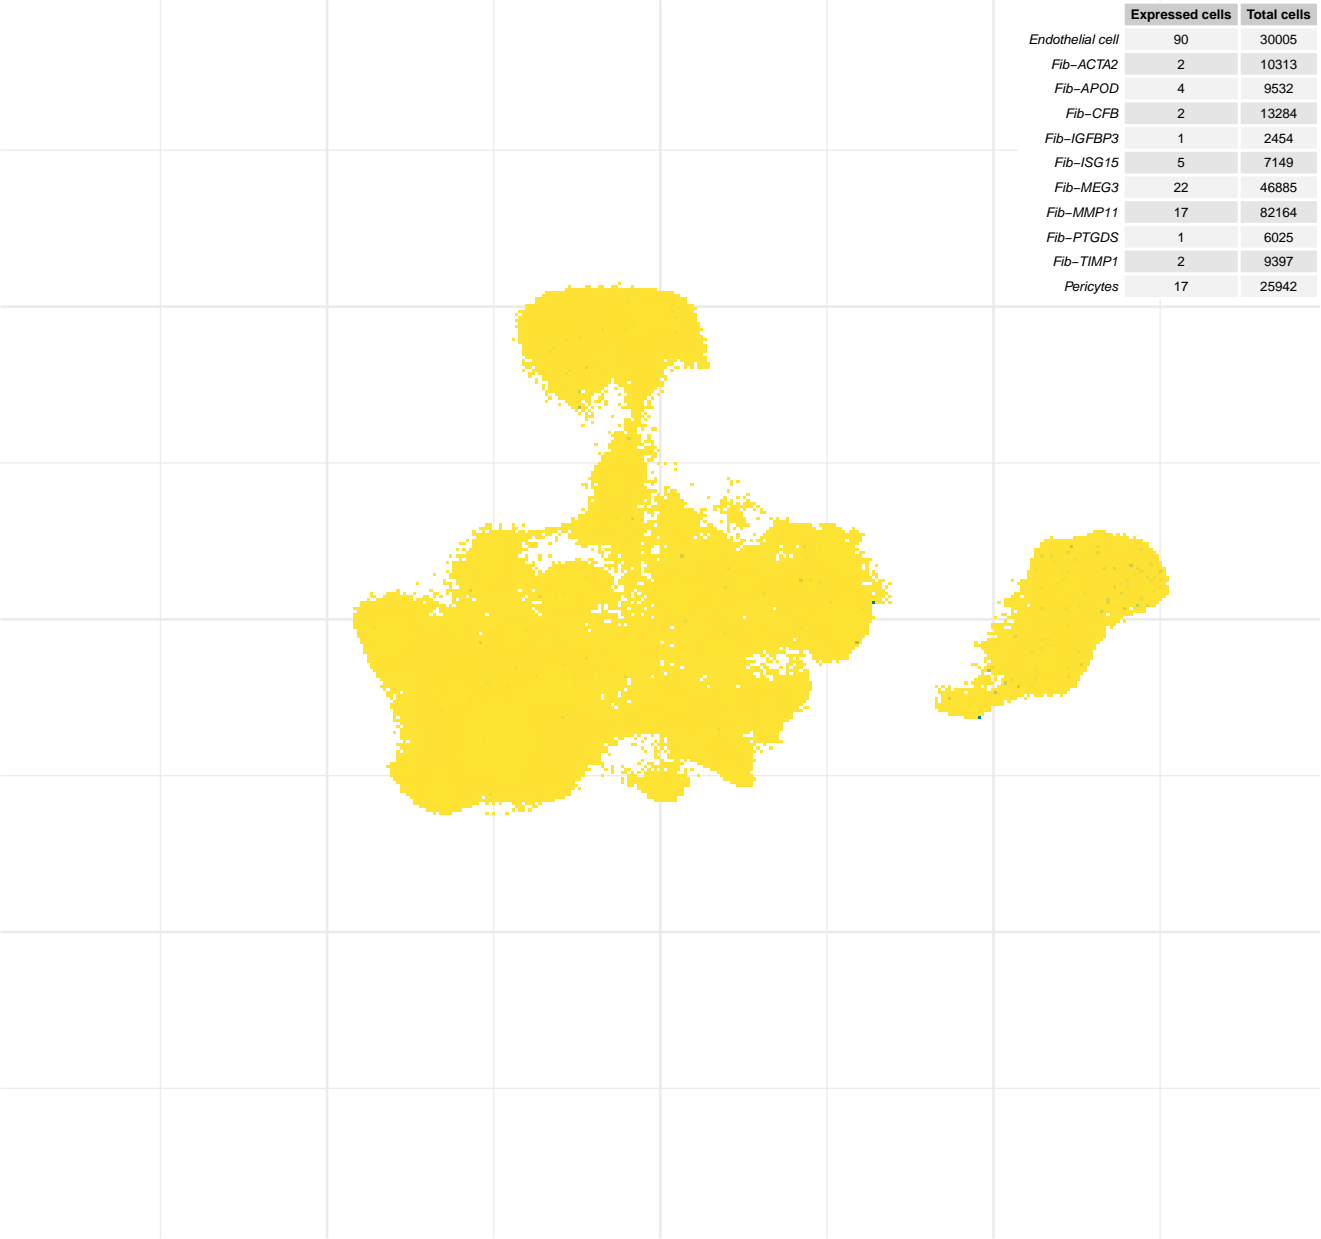 Expressed cells Total cells
Endothelial cell 90 30005
Fib−ACTA2 2 10313
Fib−APOD 4 9532
Fib−CFB 2 13284
Fib−IGFBP3 1 2454
Fib−ISG15 5 7149
Fib−MEG3 22 46885
Fib−MMP11 17 82164
Fib−PTGDS 1 6025
Fib−TIMP1 2 9397
Pericytes 17 25942